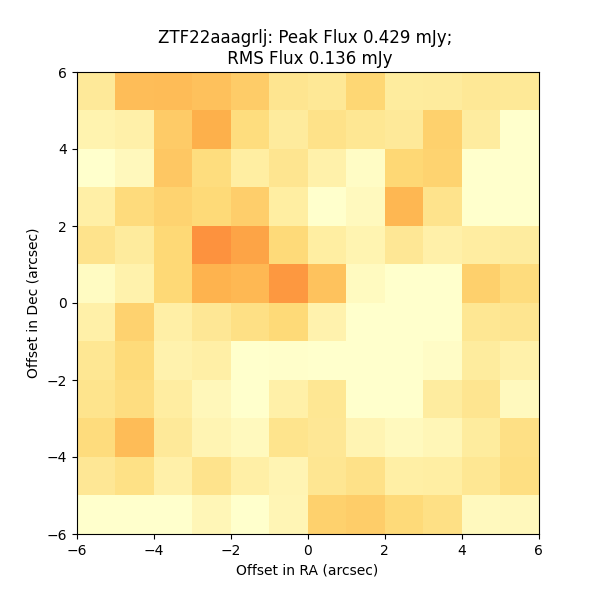 ZTF22aaagrlj: Peak Flux 0.429 mJy;
RMS Flux 0.136 mJy
6
4
2
0
−2
−4
−6
Offset in Dec (arcsec)
−6 −4 −2 0 2 4 6
Offset in RA (arcsec)